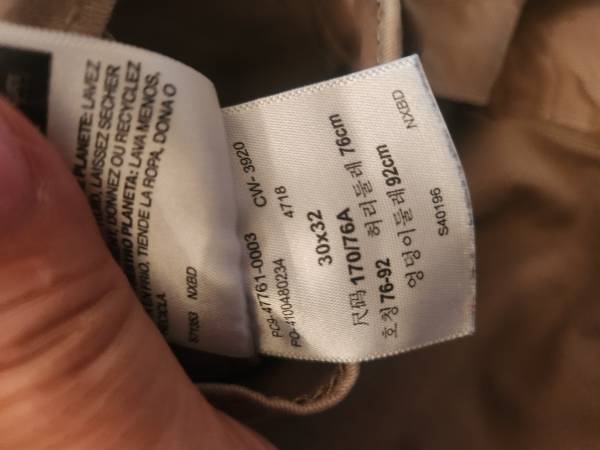 PLANETE: LAVEZ
LAISSEZ SECHER
DONNEZ OU RECYCLEZ
PLANETA: LAVA MENOS,
TIENDE LA ROPA, DONA O
NXBD
PC9-47761-0003 CW-3920
PO-4100480234 4718
30x32
尺码 170/76A
호칭 76-92 허리둘레 76cm
엉덩이둘레 92cm
NXBD
S40196